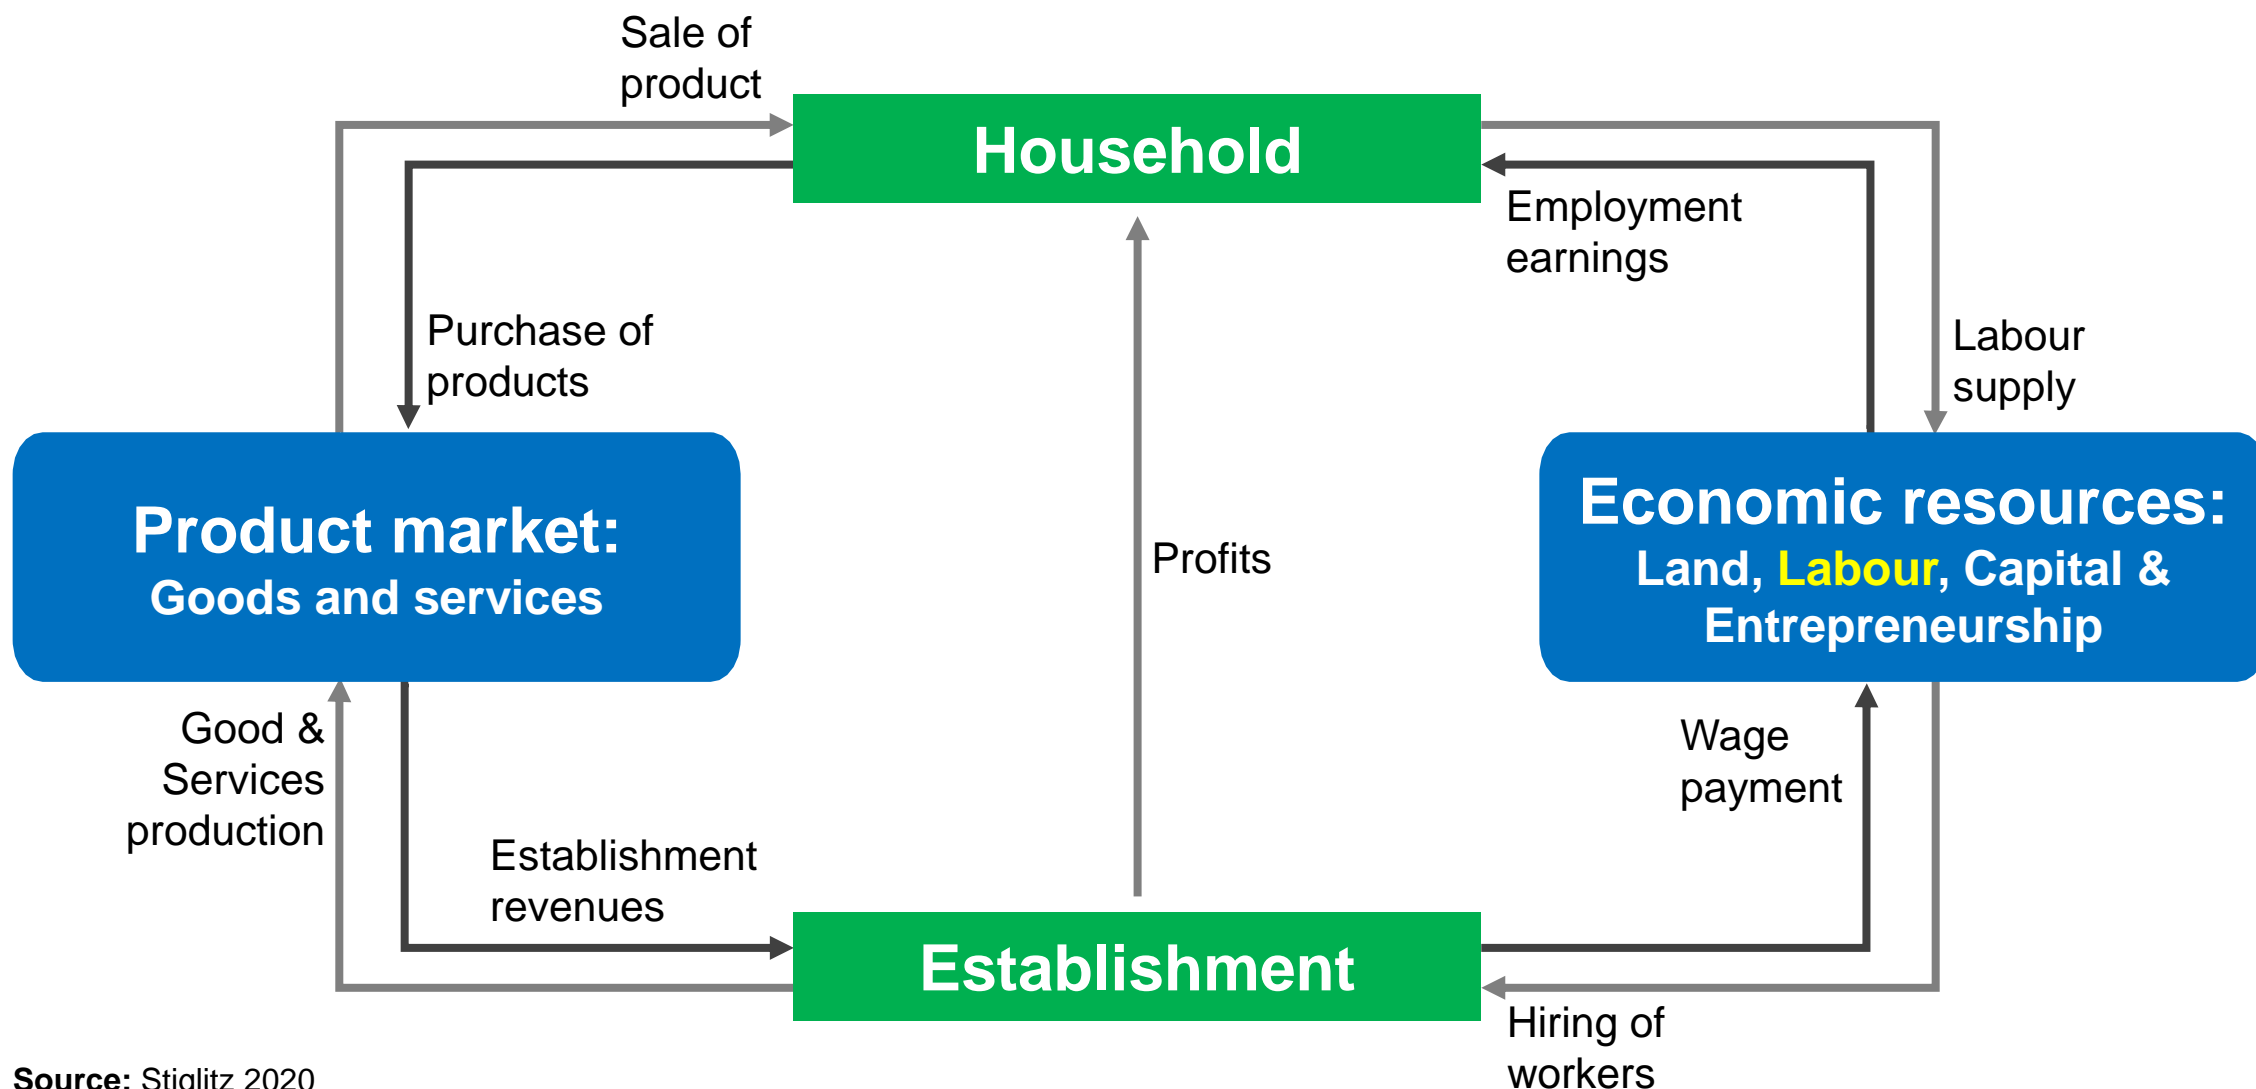 Sale of
product
Household
Employment
earnings
Purchase of
products
Labour
supply
Product market:
Goods and services
Profits
Economic resources:
Land, Labour, Capital &
Entrepreneurship
Good &
Services
production
Wage
payment
Establishment
revenues
Establishment
Hiring of
workers
Source: Stiglitz 2020